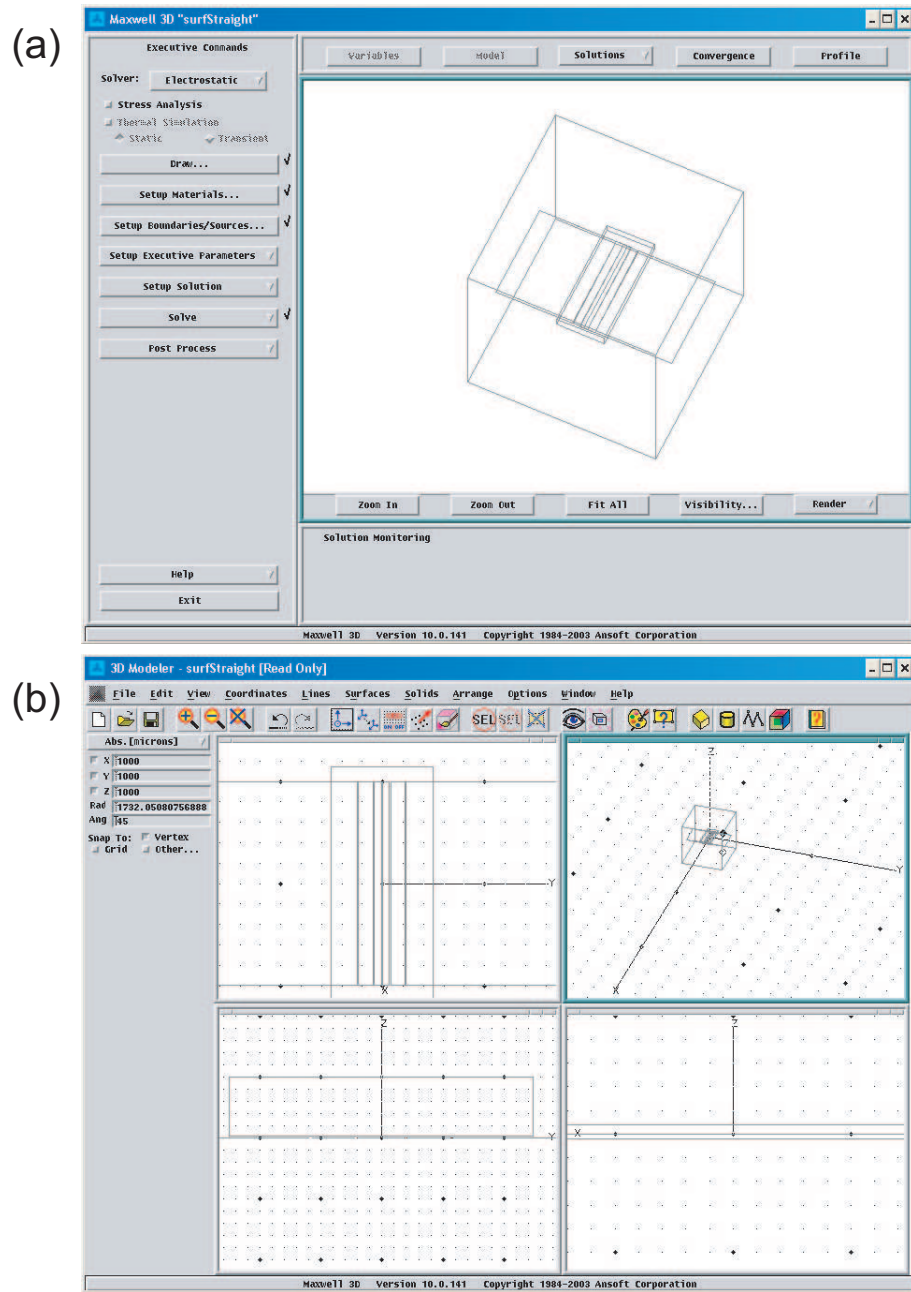 (a)
Maxwell 3D "surfStraight"
Executive Commands
Solver: Electrostatic
Stress Analysis
Thermal Simulation
Static Transient
Draw...
Setup Materials...
Setup Boundaries/Sources...
Setup Executive Parameters
Setup Solution
Solve
Post Process
Help
Exit
Variables Model Solutions Convergence Profile
Zoom In Zoom Out Fit All Visibility... Render
Solution Monitoring
Maxwell 3D Version 10.0.141 Copyright 1984-2003 Ansoft Corporation
(b)
3D Modeler - surfStraight [Read Only]
File Edit View Coordinates Lines Surfaces Solids Arrange Options Window Help
SEL SEL
Abs.[microns]
X 1000
Y 1000
Z 1000
Rad 1732.05080756888
Ang 45
Snap To: Vertex
Grid Other...
Y
X
Z
Y
X
Z
Y
Z
X
Maxwell 3D Version 10.0.141 Copyright 1984-2003 Ansoft Corporation